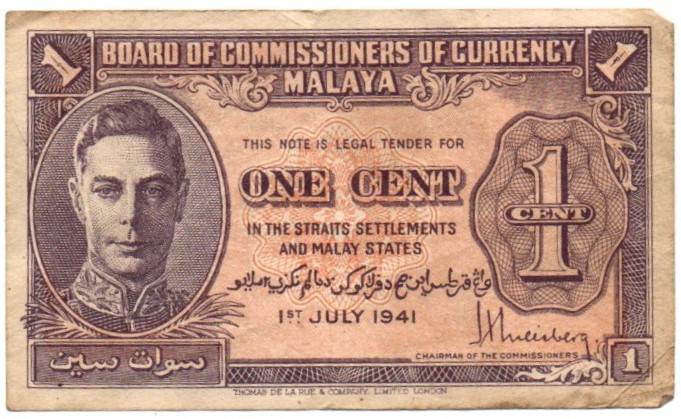 1 BOARD OF COMMISSIONERS OF CURRENCY 1
MALAYA
THIS NOTE IS LEGAL TENDER FOR
ONE CENT
1 CENT
IN THE STRAITS SETTLEMENTS
AND MALAY STATES
1ST JULY 1941
CHAIRMAN OF THE COMMISSIONERS
سوات سين
1
THOMAS DE LA RUE & COMPANY, LIMITED LONDON